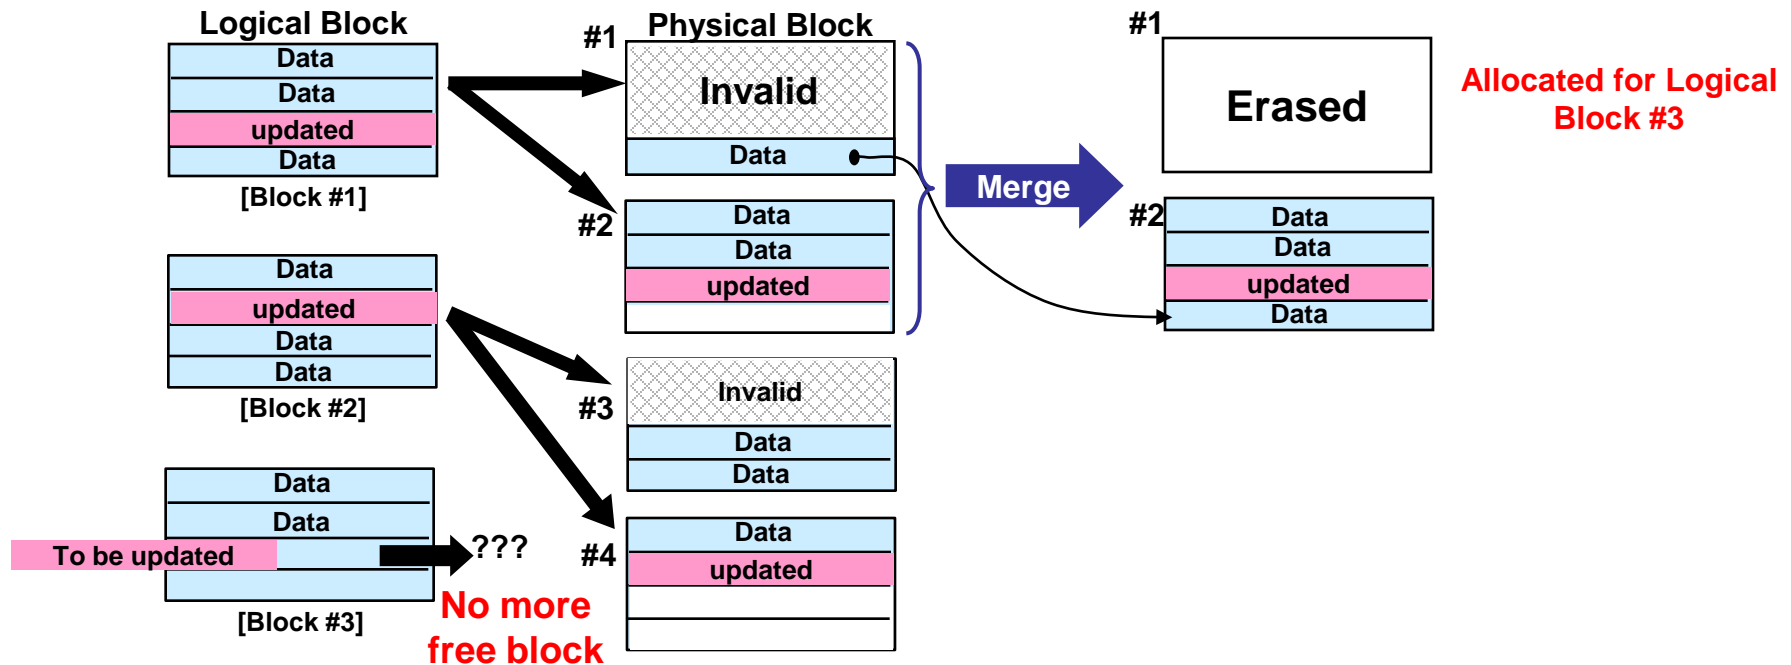 Logical Block
Data
Data
updated
Data
[Block #1]
Data
updated
Data
Data
[Block #2]
Data
Data
To be updated
???
[Block #3]
No more
free block
Physical Block
#1
Invalid
Data
#2
Data
Data
updated
#3
Invalid
Data
Data
#4
Data
updated
Merge
#1
Erased
#2
Data
Data
updated
Data
Allocated for Logical
Block #3